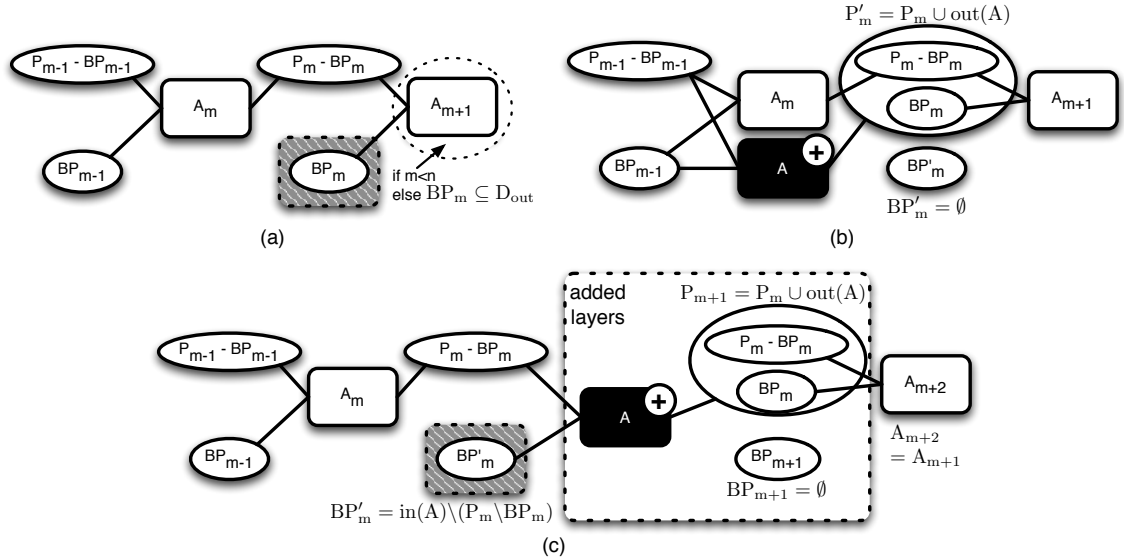 P_{m-1} - BP_{m-1}
A_m
BP_{m-1}
P_m - BP_m
A_{m+1}
BP_m
if m<n
else BP_m ⊆ D_out
(a)
P'_m = P_m ∪ out(A)
P_{m-1} - BP_{m-1}
A_m
P_m - BP_m
A_{m+1}
BP_m
BP_{m-1}
A
+
BP'_m
BP'_m = ∅
(b)
added
layers
P_{m+1} = P_m ∪ out(A)
P_{m-1} - BP_{m-1}
A_m
P_m - BP_m
P_m - BP_m
A
+
BP_m
A_{m+2}
A_{m+2}
= A_{m+1}
BP_{m-1}
BP'_m
BP'_m = in(A)\(P_m\BP_m)
BP_{m+1}
BP_{m+1} = ∅
(c)